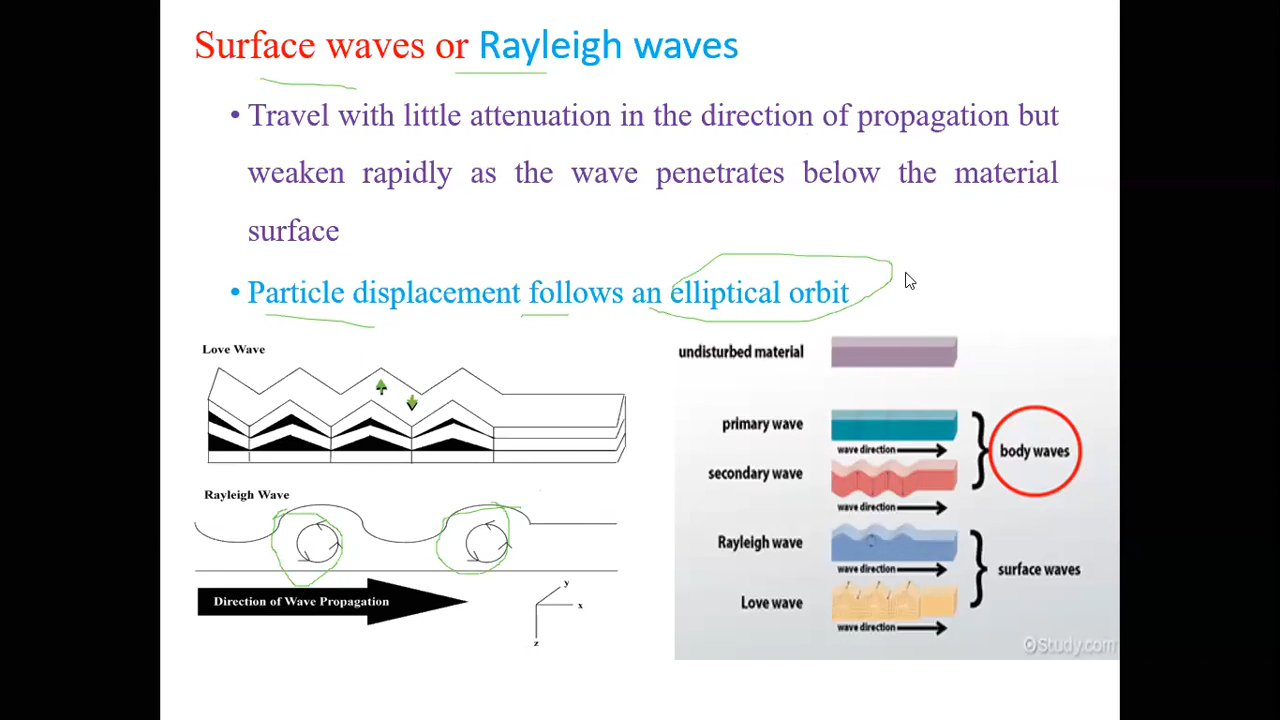 Surface waves or Rayleigh waves
• Travel with little attenuation in the direction of propagation but
weaken rapidly as the wave penetrates below the material
surface
• Particle displacement follows an elliptical orbit
Love Wave
Rayleigh Wave
Direction of Wave Propagation
y
x
z
undisturbed material
primary wave
wave direction
body waves
secondary wave
wave direction
Rayleigh wave
wave direction
surface waves
Love wave
wave direction
Study.com